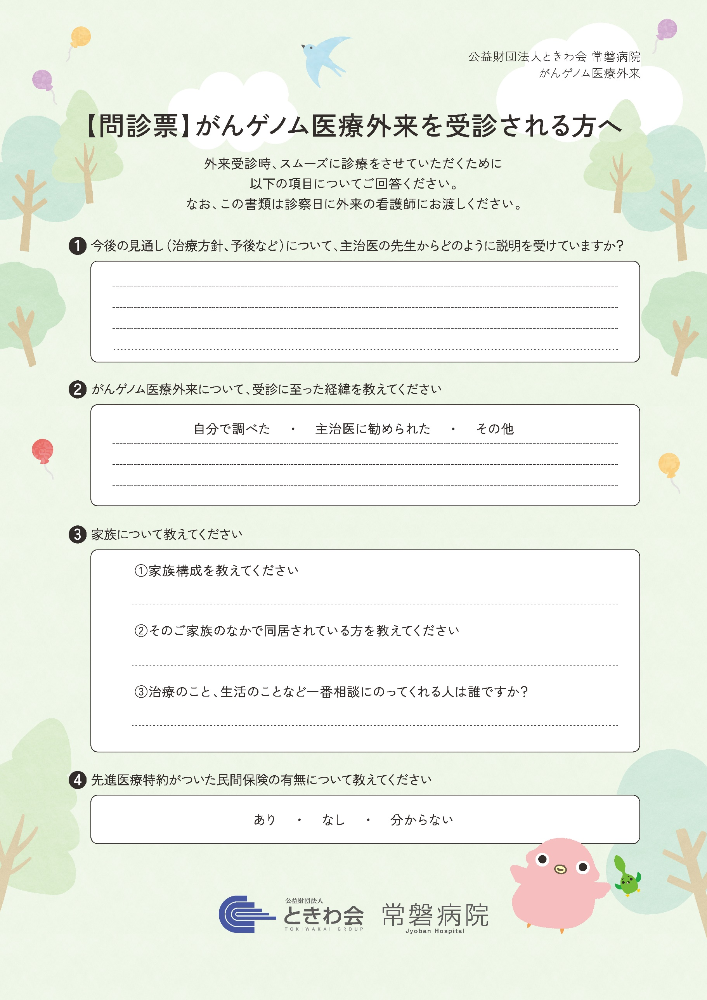 公益財団法人ときわ会 常磐病院
がんゲノム医療外来
【問診票】がんゲノム医療外来を受診される方へ
外来受診時、スムーズに診療をさせていただくために
以下の項目についてご回答ください。
なお、この書類は診察日に外来の看護師にお渡しください。
❶ 今後の見通し（治療方針、予後など）について、主治医の先生からどのように説明を受けていますか？
❷ がんゲノム医療外来について、受診に至った経緯を教えてください
自分で調べた ・ 主治医に勧められた ・ その他
❸ 家族について教えてください
①家族構成を教えてください
②そのご家族のなかで同居されている方を教えてください
③治療のこと、生活のことなど一番相談にのってくれる人は誰ですか？
❹ 先進医療特約がついた民間保険の有無について教えてください
あり ・ なし ・ 分からない
公益財団法人
ときわ会 常磐病院
TOKIWAKAI GROUP Jyoban Hospital